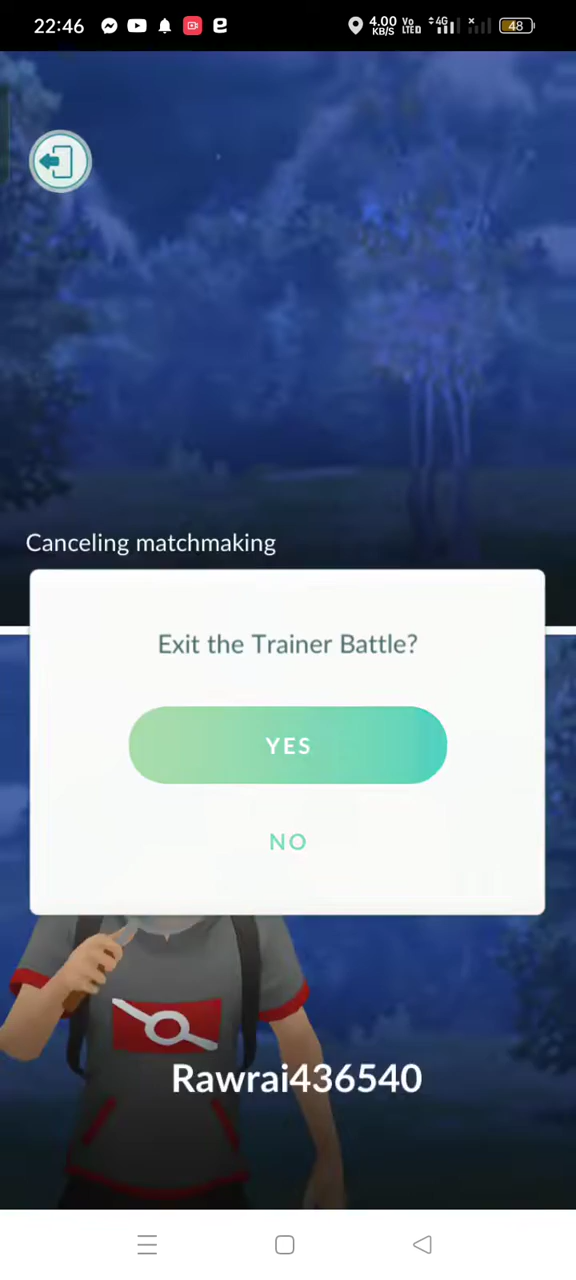 22:46
4.00 KB/S Vo LTE D 4G 48
Canceling matchmaking
Exit the Trainer Battle?
YES
NO
Rawrai436540